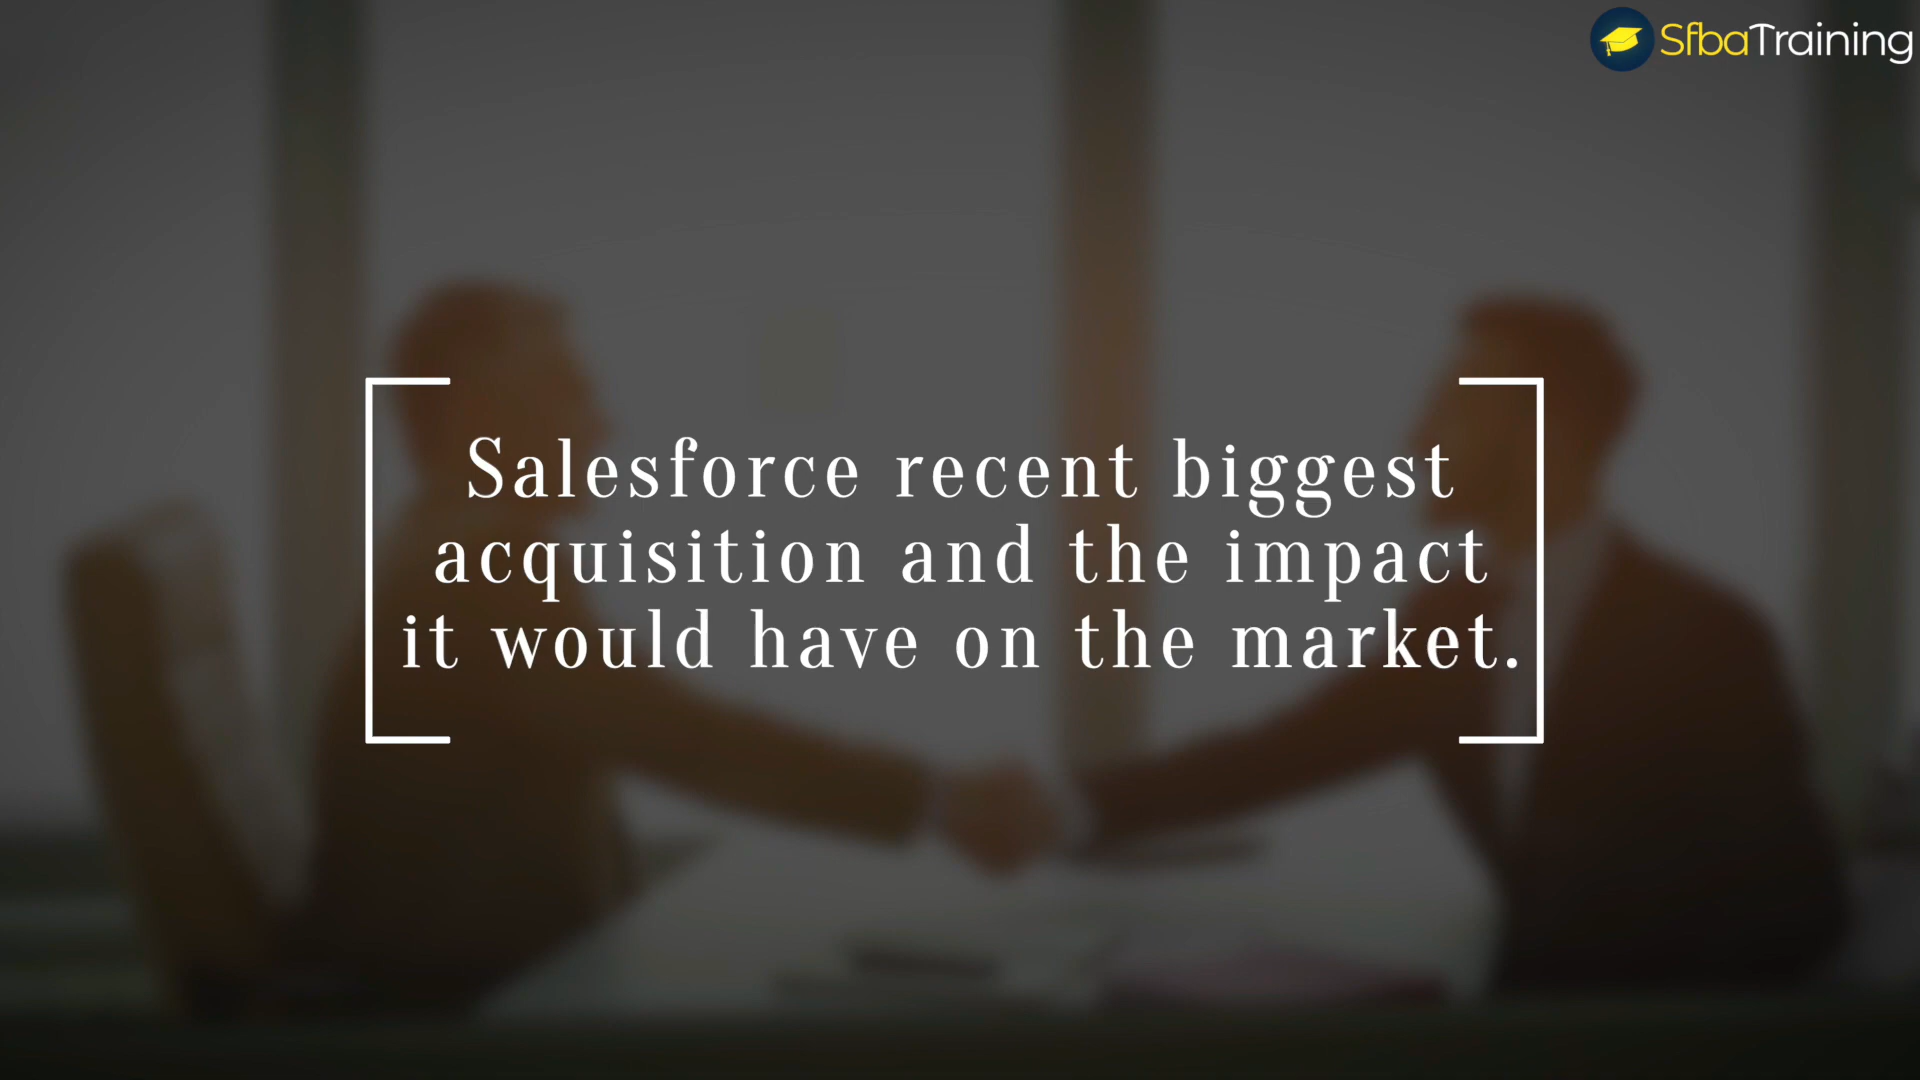 SfbaTraining
Salesforce recent biggest
acquisition and the impact
it would have on the market.